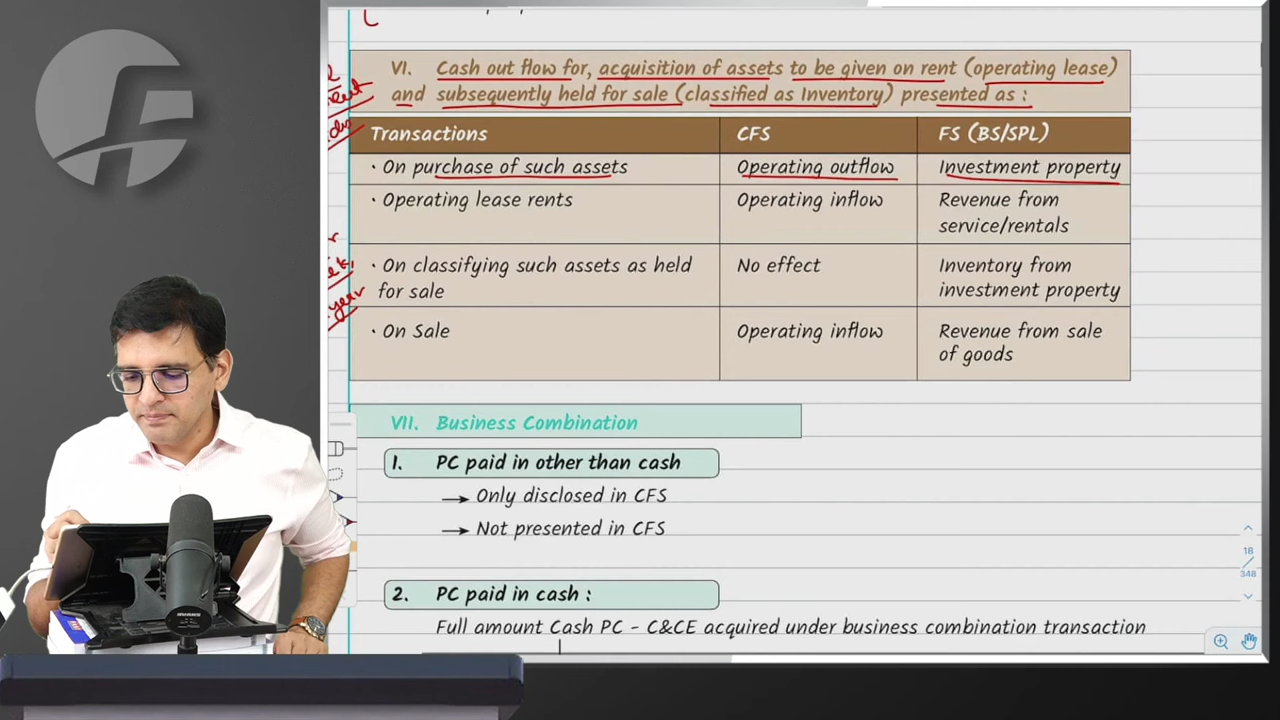 VI. Cash out flow for, acquisition of assets to be given on rent (operating lease)
and subsequently held for sale (classified as Inventory) presented as :
Transactions CFS FS (BS/SPL)
· On purchase of such assets Operating outflow Investment property
· Operating lease rents Operating inflow Revenue from
service/rentals
· On classifying such assets as held No effect Inventory from
for sale investment property
· On Sale Operating inflow Revenue from sale
of goods
VII. Business Combination
1. PC paid in other than cash
→ Only disclosed in CFS
→ Not presented in CFS
2. PC paid in cash :
Full amount Cash PC - C&CE acquired under business combination transaction
18
348